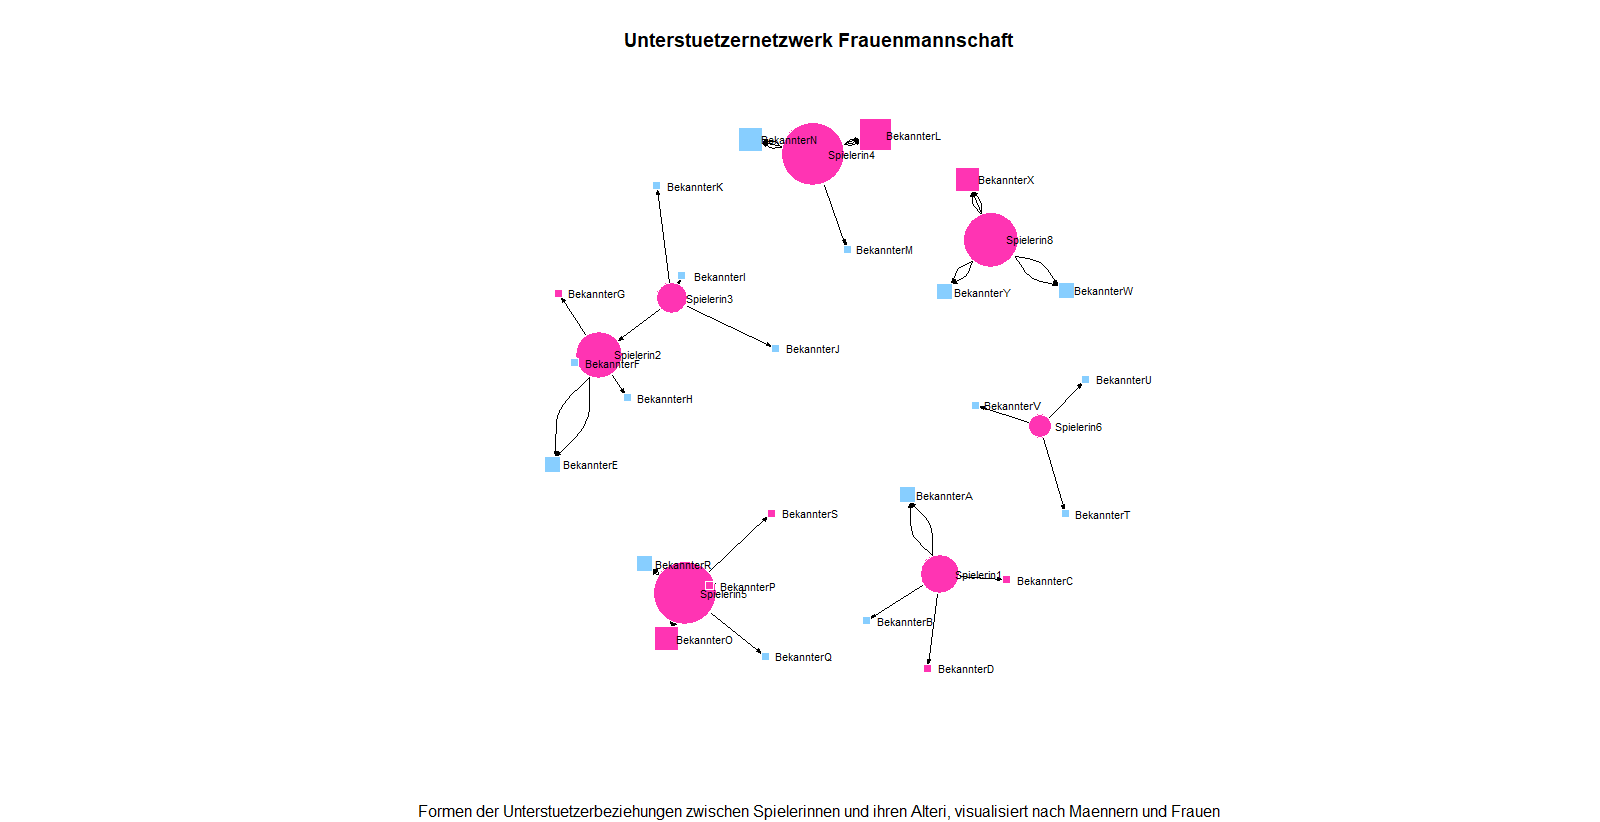 Unterstuetzernetzwerk Frauenmannschaft
BekannterN
BekannterL
Spielerin4
BekannterX
BekannterK
Spielerin8
BekannterM
BekannterI
BekannterY
BekannterW
BekannterG
Spielerin3
BekannterJ
Spielerin2
BekannterF
BekannterU
BekannterH
BekannterV
Spielerin6
BekannterE
BekannterA
BekannterS
BekannterT
BekannterR
Spielerin1
BekannterC
BekannterP
Spielerin5
BekannterB
BekannterO
BekannterQ
BekannterD
Formen der Unterstuetzerbeziehungen zwischen Spielerinnen und ihren Alteri, visualisiert nach Maennern und Frauen